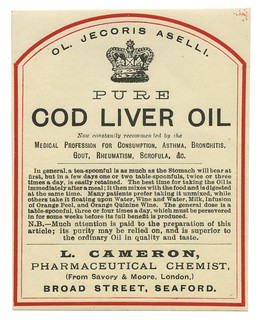 OL. JECORIS ASELLI.
PURE
COD LIVER OIL
Now constantly recommended by the
MEDICAL PROFESSION FOR CONSUMPTION, ASTHMA, BRONCHITIS,
GOUT, RHEUMATISM, SCROFULA, &c.
In general, a tea-spoonful is as much as the Stomach will bear at
first, but in a few days one or two table-spoonfuls, twice or three
times a day, is easily retained. The best time for taking the Oil is
immediately after a meal; it then mixes with the food and is digested
at the same time. Many patients prefer taking it unmixed, while
others take it floating upon Water, Wine and Water, Milk, Infusion
of Orange Peel, and Orange Quinine Wine. The general dose is a
table-spoonful, three or four times a day, which must be persevered
in for some weeks before its full benefit is produced.
N.B.—Much attention is paid to the preparation of this
article; its purity may be relied on, and is superior to
the ordinary Oil in quality and taste.
L. CAMERON,
PHARMACEUTICAL CHEMIST,
(From Savory & Moore, London,)
BROAD STREET, SEAFORD.